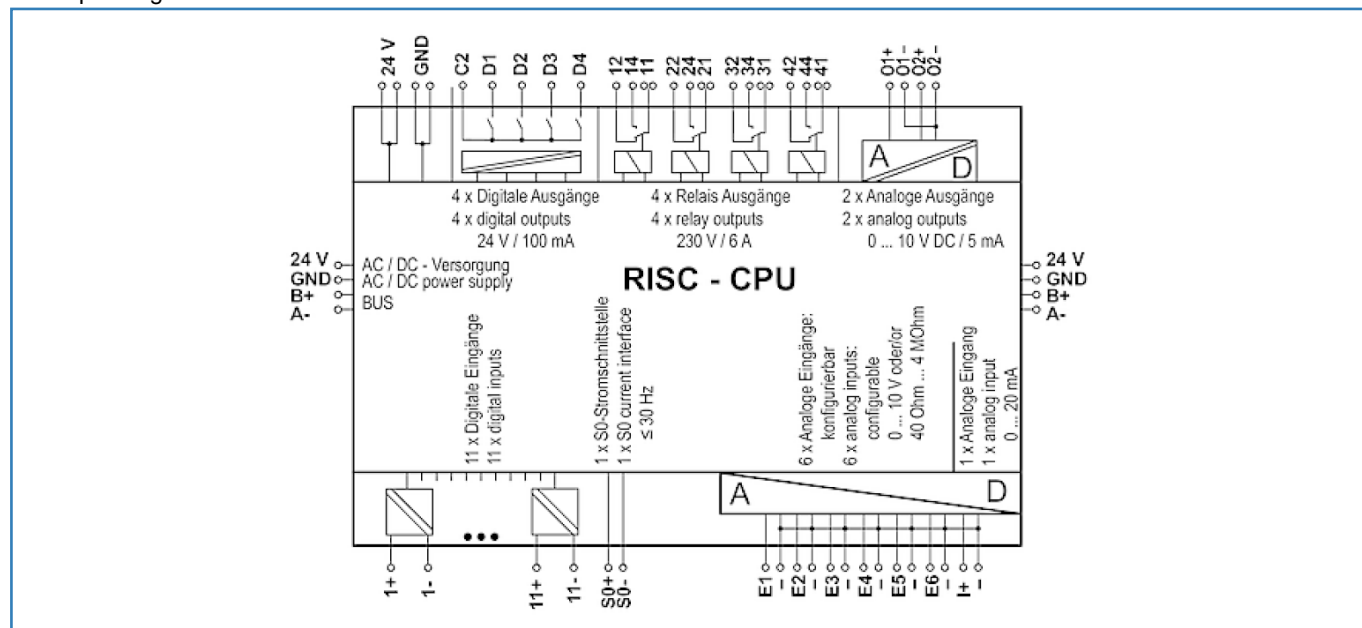 24 V
GND
C2
D1
D2
D3
D4
12
14
11
22
24
21
32
34
31
42
44
41
O1+
O1-
O2+
O2-
A
D
4 x Digitale Ausgänge
4 x digital outputs
24 V / 100 mA
4 x Relais Ausgänge
4 x relay outputs
230 V / 6 A
2 x Analoge Ausgänge
2 x analog outputs
0 ... 10 V DC / 5 mA
24 V
GND
B+
A-
AC / DC - Versorgung
AC / DC power supply
BUS
RISC - CPU
24 V
GND
B+
A-
11 x Digitale Eingänge
11 x digital inputs
1 x S0-Stromschnittstelle
1 x S0 current interface
≤ 30 Hz
6 x Analoge Eingänge:
konfigurierbar
6 x analog inputs:
configurable
0 ... 10 V oder/or
40 Ohm ... 4 MOhm
1 x Analoge Eingang
1 x analog input
0 ... 20 mA
A
D
1+
1-
11+
11-
S0+
S0-
E1
-
E2
-
E3
-
E4
-
E5
-
E6
-
I+
-